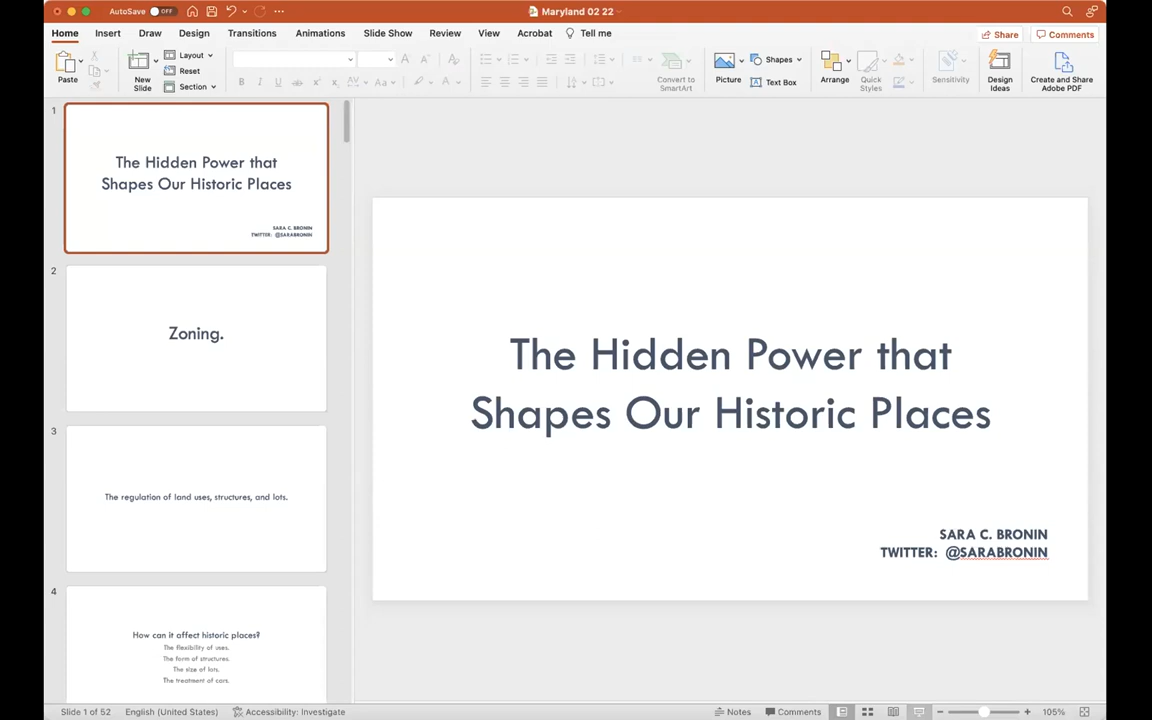 AutoSave OFF
Maryland 02 22
Home Insert Draw Design Transitions Animations Slide Show Review View Acrobat Tell me
Share Comments
Paste
New Slide
Layout
Reset
Section
B I U ab X X AV Aa A
Convert to SmartArt
Picture
Shapes
Text Box
Arrange
Quick Styles
Sensitivity
Design Ideas
Create and Share Adobe PDF
1
The Hidden Power that
Shapes Our Historic Places
SARA C. BRONIN
TWITTER: @SARABRONIN
2
Zoning.
3
The regulation of land uses, structures, and lots.
4
How can it affect historic places?
The flexibility of uses.
The form of structures.
The size of lots.
The treatment of cars.
The Hidden Power that
Shapes Our Historic Places
SARA C. BRONIN
TWITTER: @SARABRONIN
Slide 1 of 52 English (United States) Accessibility: Investigate Notes Comments 105%